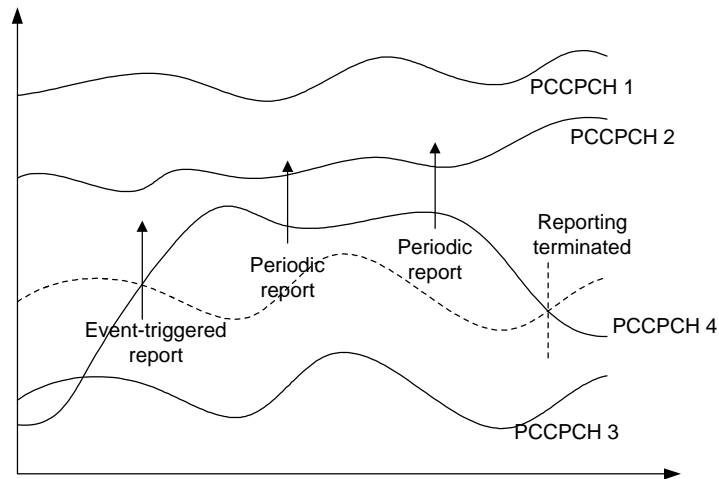 PCCPCH 1
PCCPCH 2
Reporting
terminated
Periodic
report
Periodic
report
Event-triggered
report
PCCPCH 4
PCCPCH 3